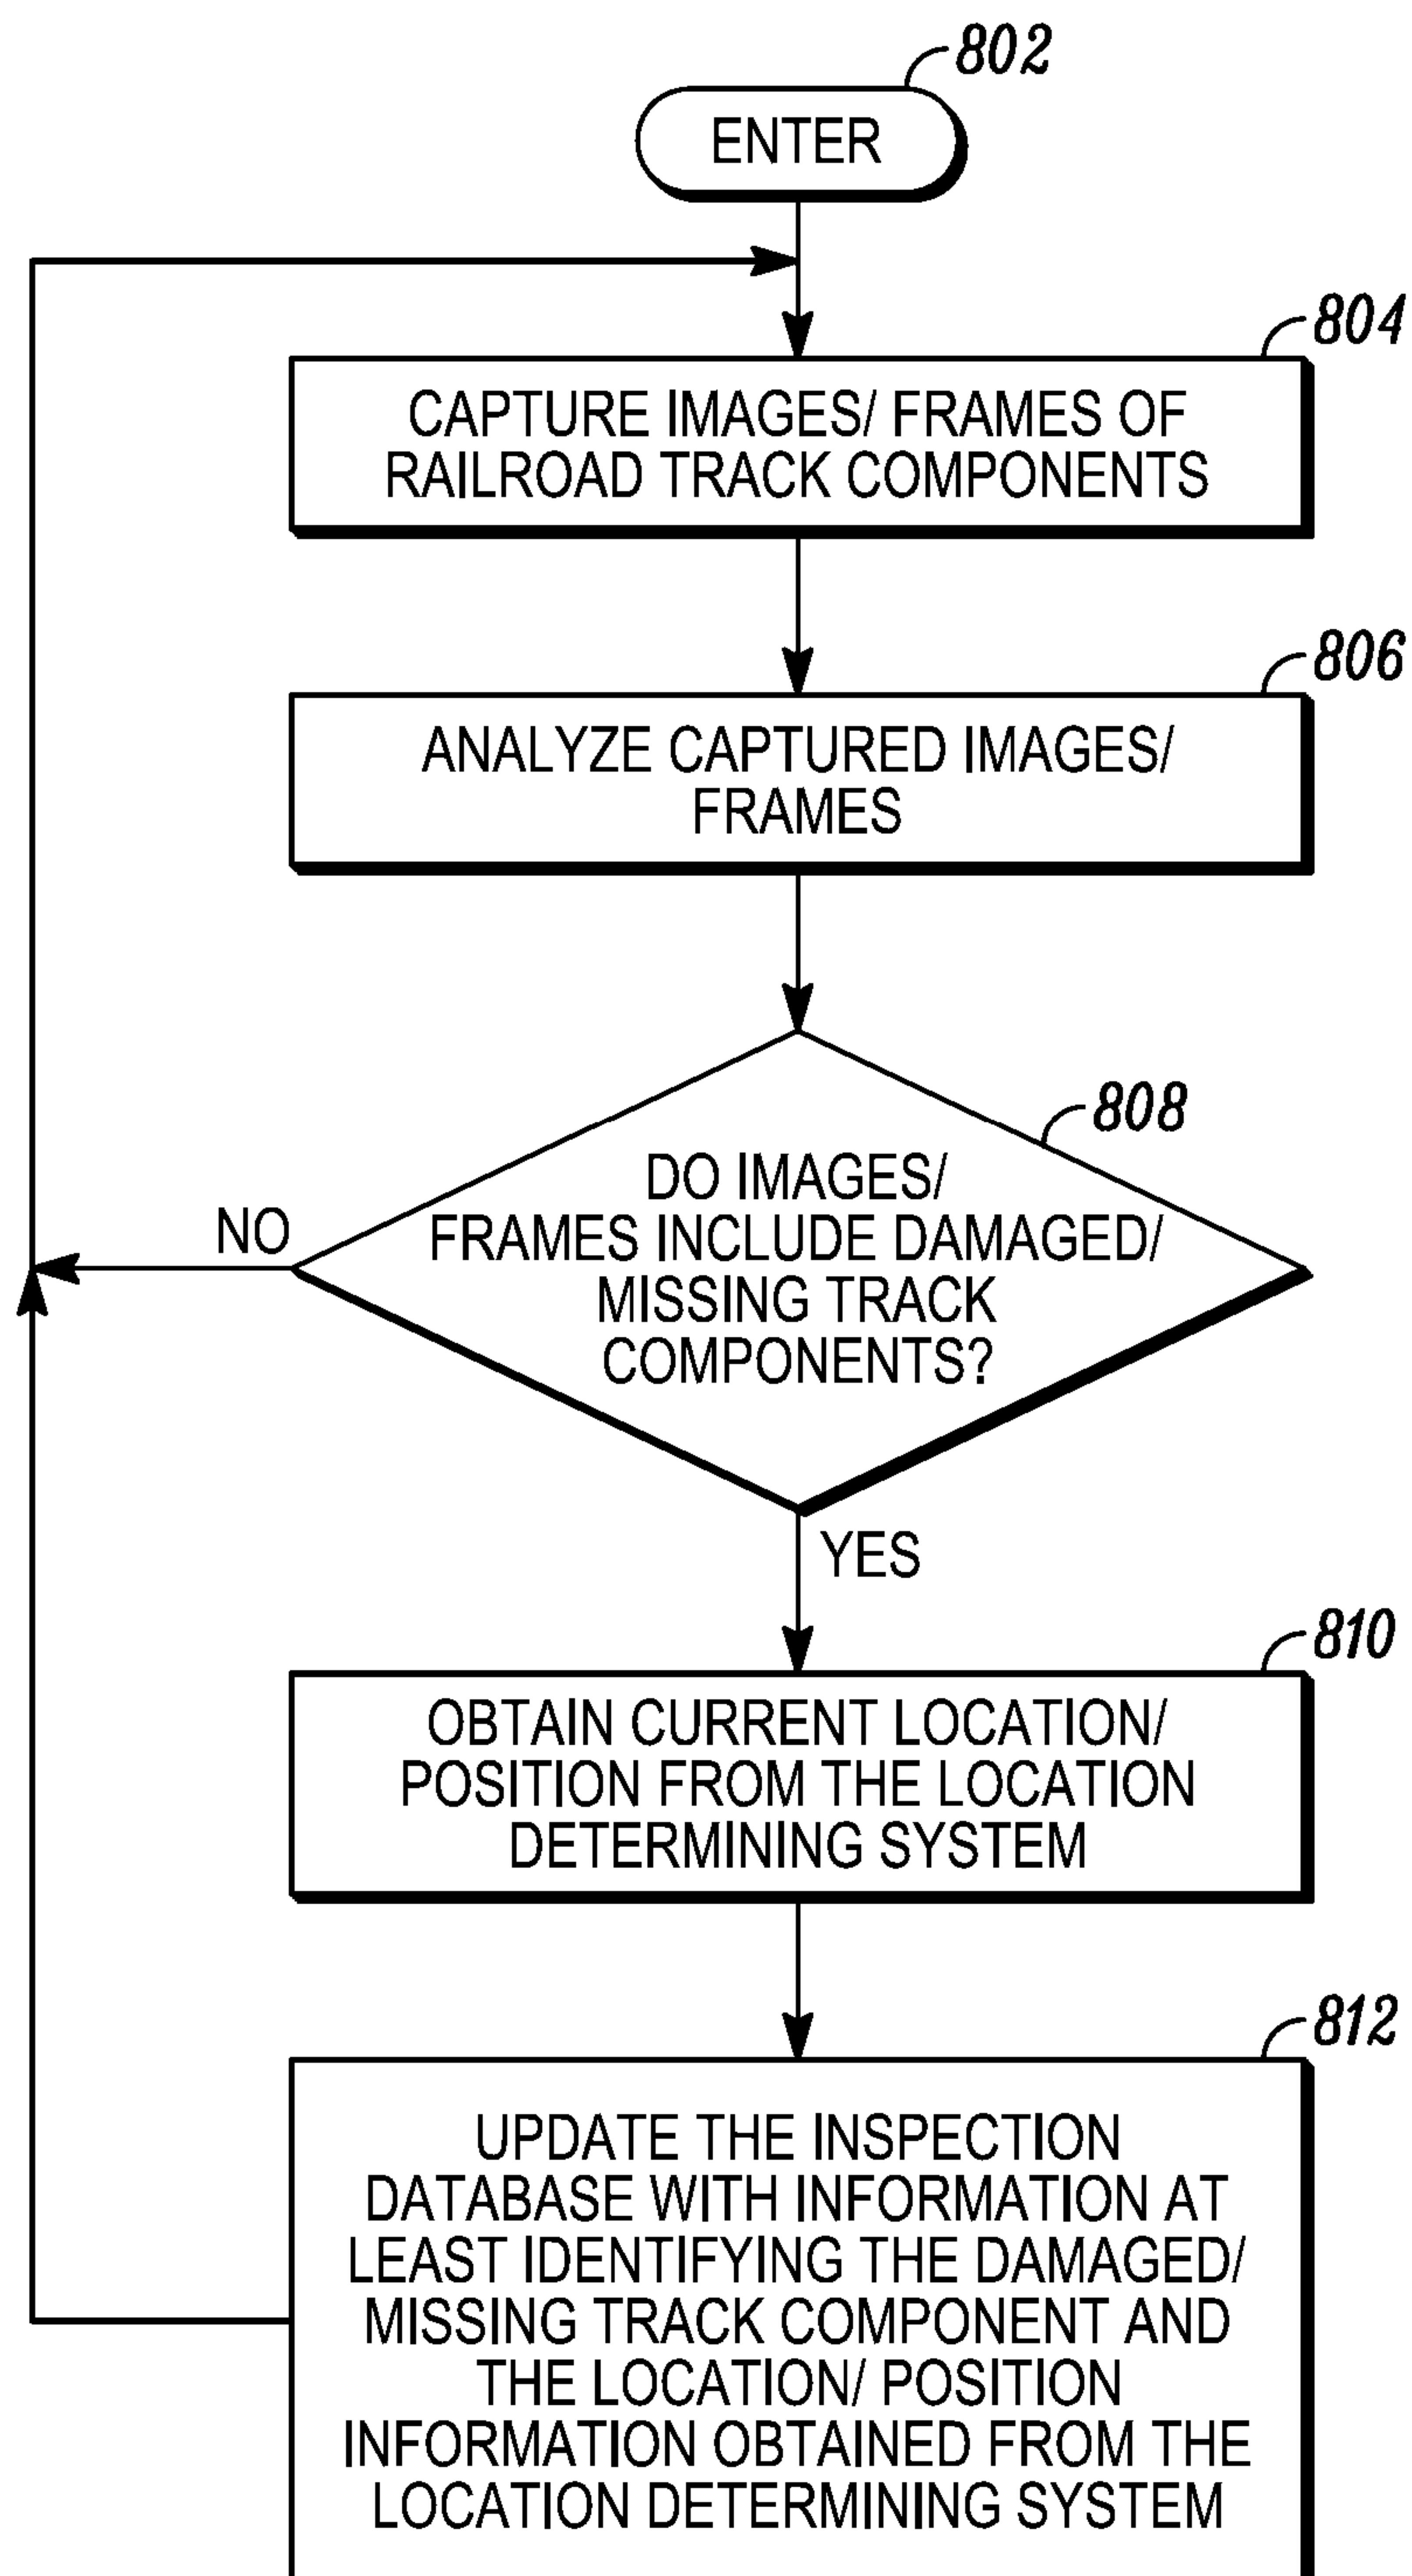 802
ENTER
804
CAPTURE IMAGES/ FRAMES OF
RAILROAD TRACK COMPONENTS
806
ANALYZE CAPTURED IMAGES/
FRAMES
808
DO IMAGES/
FRAMES INCLUDE DAMAGED/
MISSING TRACK
COMPONENTS?
NO
YES
810
OBTAIN CURRENT LOCATION/
POSITION FROM THE LOCATION
DETERMINING SYSTEM
812
UPDATE THE INSPECTION
DATABASE WITH INFORMATION AT
LEAST IDENTIFYING THE DAMAGED/
MISSING TRACK COMPONENT AND
THE LOCATION/ POSITION
INFORMATION OBTAINED FROM THE
LOCATION DETERMINING SYSTEM